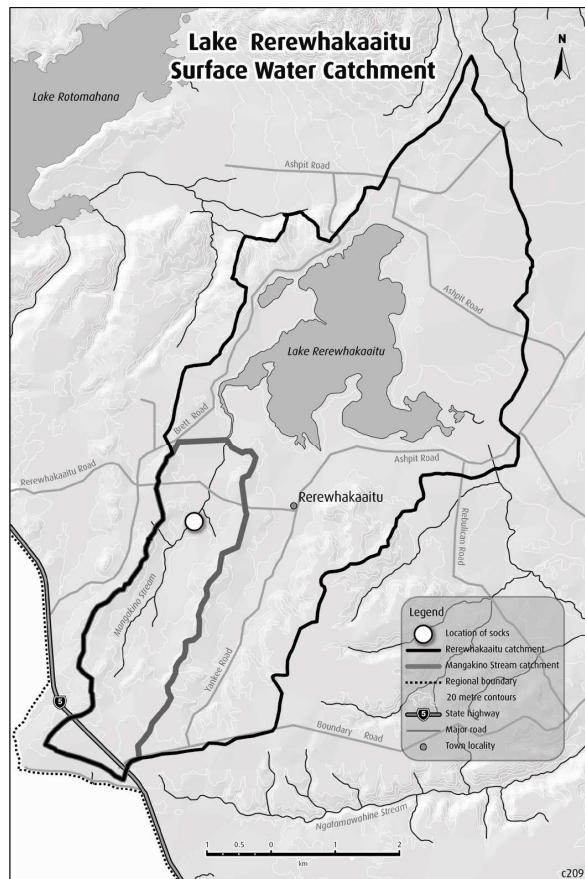 Lake Rerewhakaaitu
Surface Water Catchment
N
Lake Rotomahana
Ashpit Road
Ashpit Road
Lake Rerewhakaaitu
Brett Road
Ashpit Road
Rerewhakaaitu Road
Rerewhakaaitu
Republican Road
Mangakino Stream
Yankee Road
Legend
Location of socks
Rerewhakaaitu catchment
Mangakino Stream catchment
Regional boundary
20 metre contours
5 State highway
Major road
Town locality
5
Boundary Road
Ngatamawahine Stream
1 0.5 0 1 2
km
c209